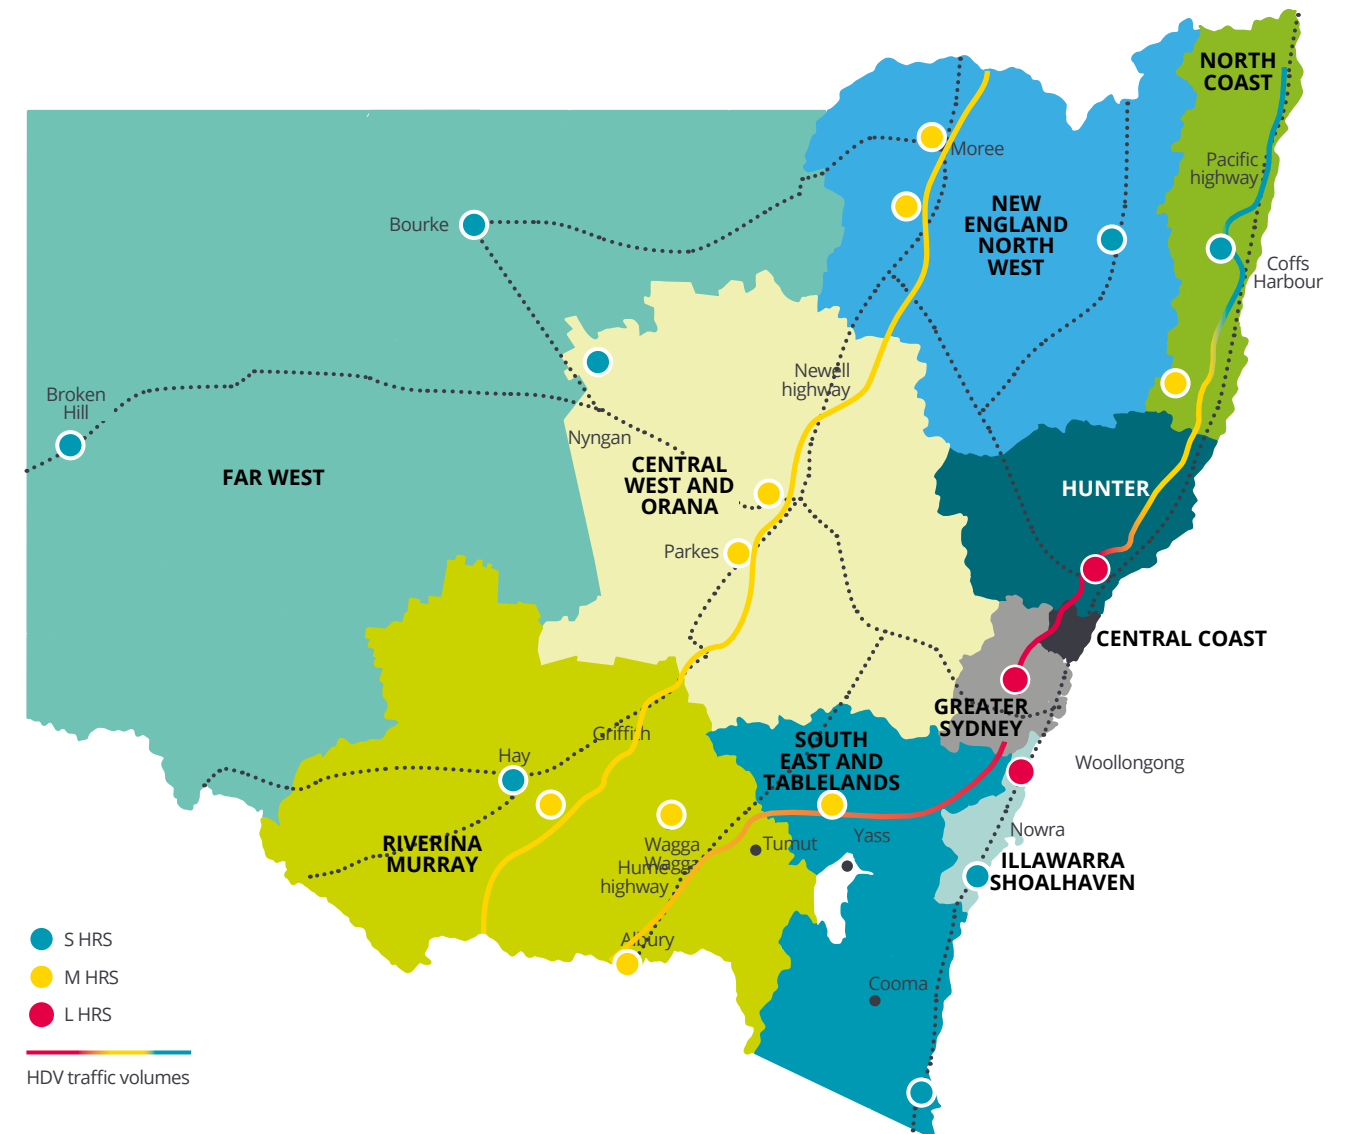 NORTH
COAST
Pacific
highway
Moree
NEW
ENGLAND
NORTH
WEST
Bourke
Coffs
Harbour
Newell
highway
Broken
Hill
Nyngan
FAR WEST
CENTRAL
WEST AND
ORANA
HUNTER
Parkes
CENTRAL COAST
GREATER
SYDNEY
Griffith
SOUTH
EAST AND
TABLELANDS
Hay
Woollongong
RIVERINA
MURRAY
Wagga
Wagga
Hume
highway
Tumut
Yass
Nowra
ILLAWARRA
SHOALHAVEN
Albury
Cooma
S HRS
M HRS
L HRS
HDV traffic volumes